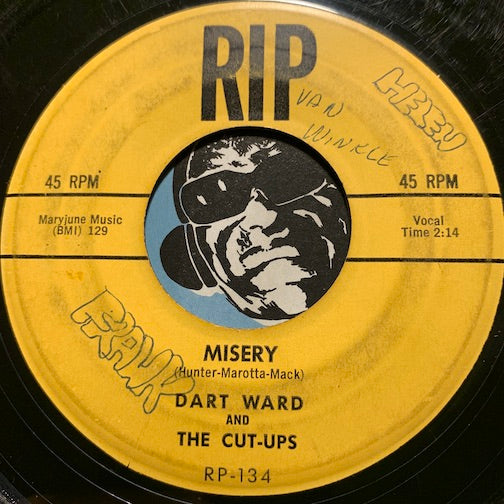 RIP
VAN
WINKLE
HELEN
45 RPM
45 RPM
Maryjune Music
(BMI) 129
Vocal
Time 2:14
FRANK
MISERY
(Hunter-Marotta-Mack)
DART WARD
AND
THE CUT-UPS
RP-134